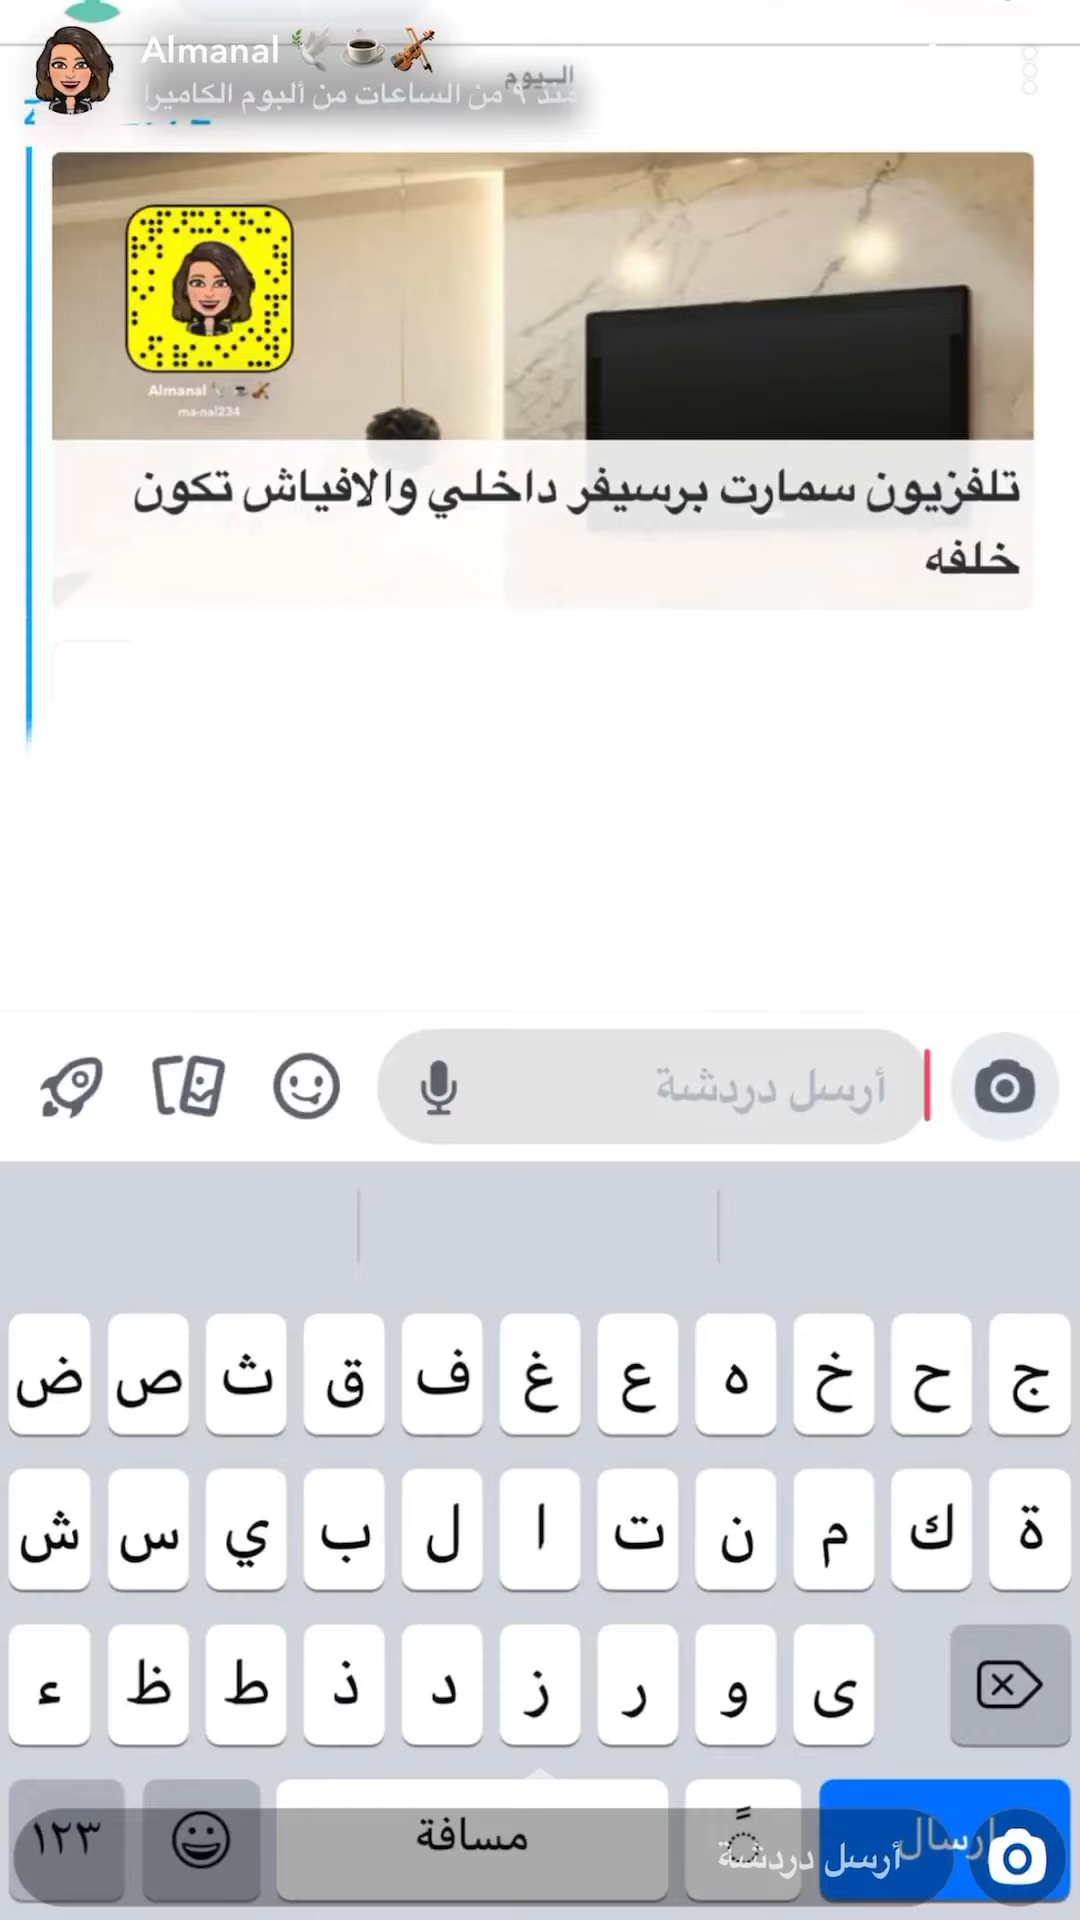 Almanal 🕊️☕🎻
اليوم
منذ ٩ من الساعات من ألبوم الكاميرا
Almanal 🕊️☕🎻
ma-nal234
تلفزيون سمارت برسيفر داخلي والافياش تكون
خلفه
أرسل دردشة
ض ص ث ق ف غ ع ه خ ح ج
ش س ي ب ل ا ت ن م ك ة
ء ظ ط ذ د ز ر و ى
١٢٣
مسافة
إرسال
أرسل دردشة